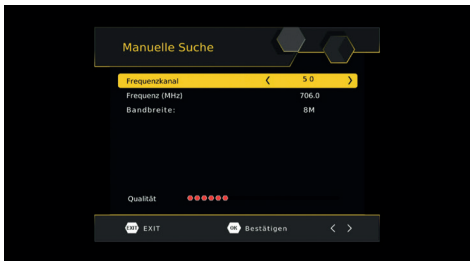 Manuelle Suche
Frequenzkanal < 50 >
Frequenz (MHz) 706.0
Bandbreite: 8M
Qualität
EXIT EXIT OK Bestätigen < >